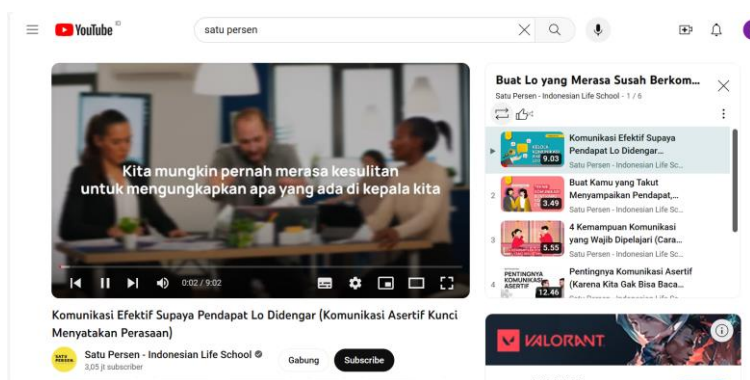 YouTube ID
satu persen
Kita mungkin pernah merasa kesulitan
untuk mengungkapkan apa yang ada di kepala kita
0:02 / 9:02
Komunikasi Efektif Supaya Pendapat Lo Didengar (Komunikasi Asertif Kunci
Menyatakan Perasaan)
SATU
PERSEN
Satu Persen - Indonesian Life School
3,05 jt subscriber
Gabung
Subscribe
Buat Lo yang Merasa Susah Berkom...
Satu Persen - Indonesian Life School - 1 / 6
9.03
Komunikasi Efektif Supaya
Pendapat Lo Didengar...
Satu Persen - Indonesian Life Sc...
2
3.49
Buat Kamu yang Takut
Menyampaikan Pendapat,...
Satu Persen - Indonesian Life Sc...
3
5.55
4 Kemampuan Komunikasi
yang Wajib Dipelajari (Cara...
Satu Persen - Indonesian Life Sc...
4
PENTINGNYA
KOMUNIKASI
ASERTIF
12.46
Pentingnya Komunikasi Asertif
(Karena Kita Gak Bisa Baca...
VALORANT